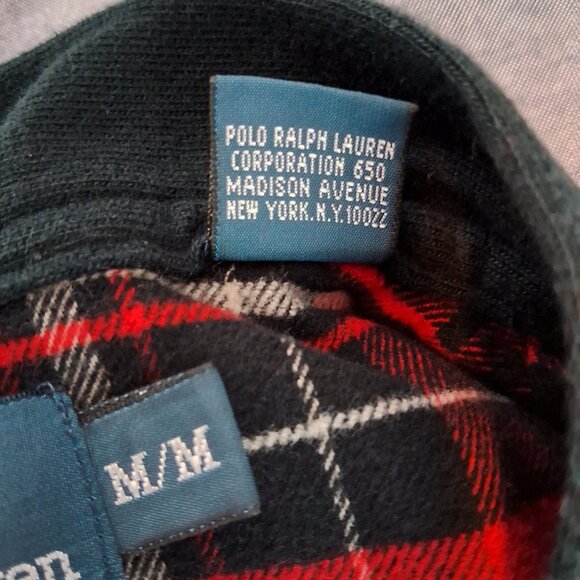 POLO RALPH LAUREN
CORPORATION 650
MADISON AVENUE
NEW YORK.N.Y.10022
M/M